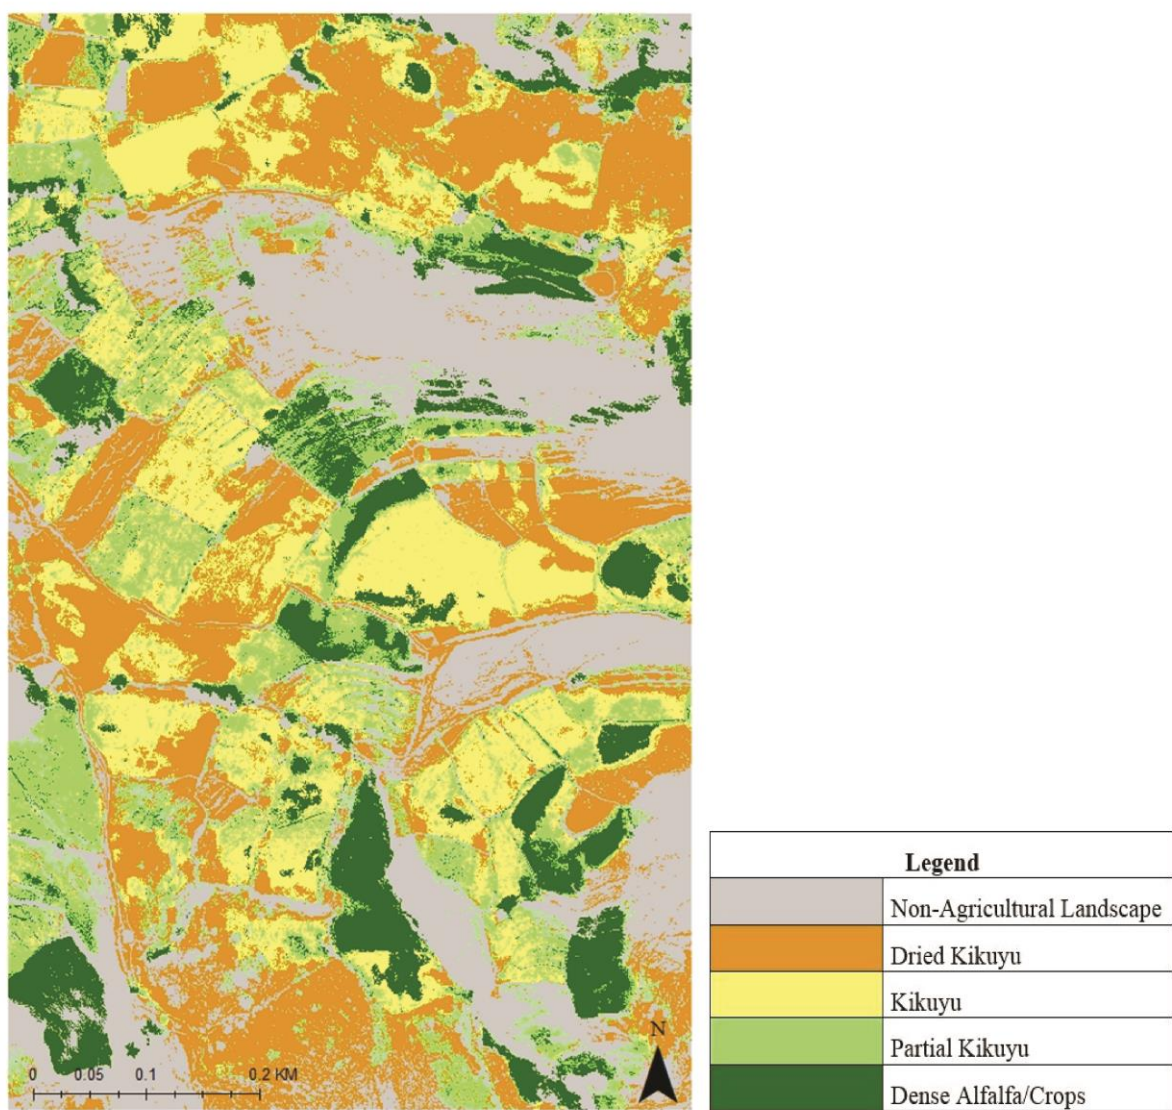 N
0 0.05 0.1 0.2 KM
Legend
Non-Agricultural Landscape
Dried Kikuyu
Kikuyu
Partial Kikuyu
Dense Alfalfa/Crops